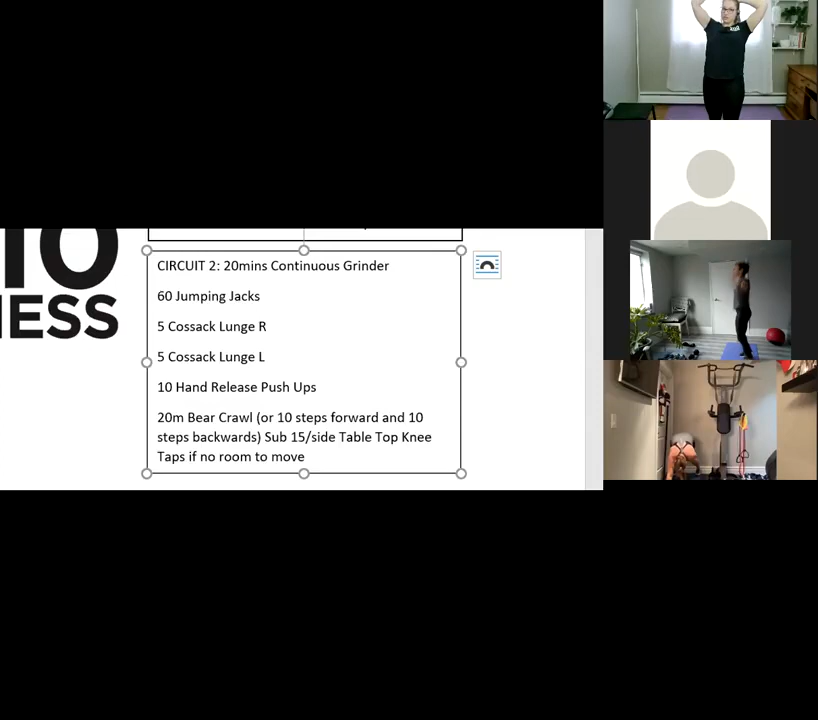 IO
NESS
CIRCUIT 2: 20mins Continuous Grinder
60 Jumping Jacks
5 Cossack Lunge R
5 Cossack Lunge L
10 Hand Release Push Ups
20m Bear Crawl (or 10 steps forward and 10
steps backwards) Sub 15/side Table Top Knee
Taps if no room to move